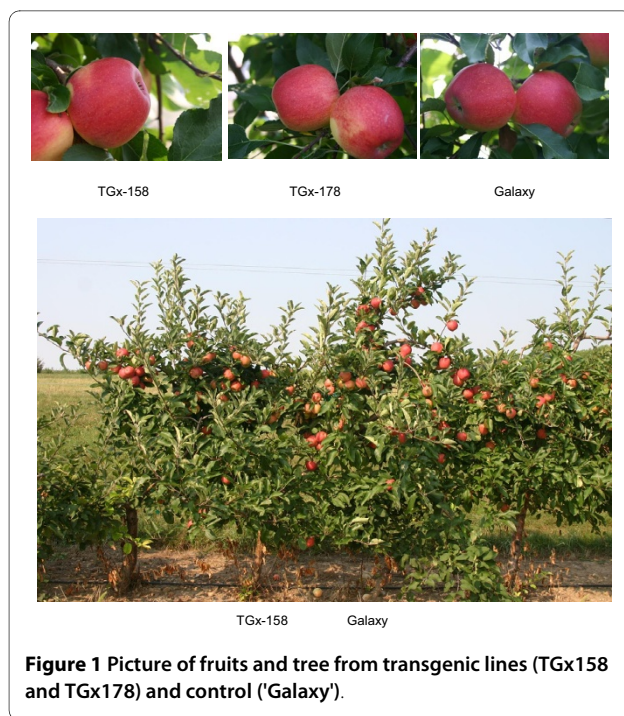 TGx-158 TGx-178 Galaxy
TGx-158 Galaxy
Figure 1 Picture of fruits and tree from transgenic lines (TGx158
and TGx178) and control ('Galaxy').